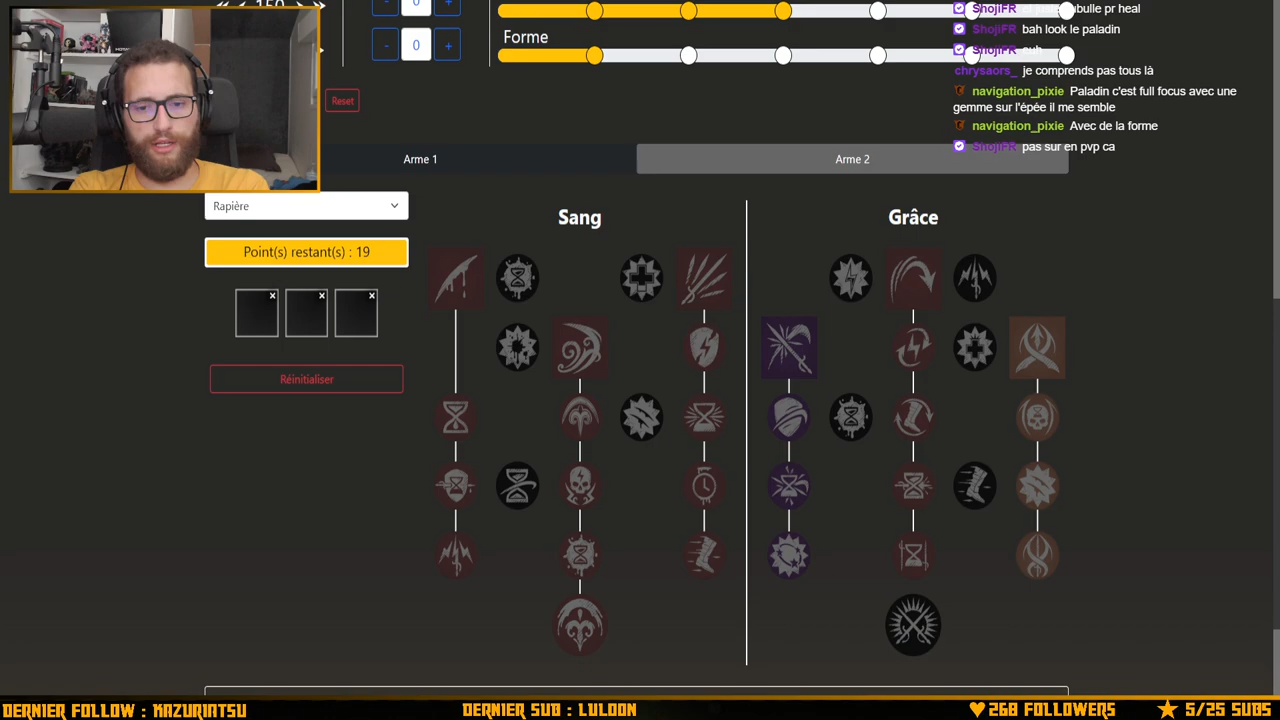 150
- 0 +
ShojiFR bulle pr heal
Forme
ShojiFR bah look le paladin
- 0 +
ShojiFR
chrysaors_ je comprends pas tous là
Reset
navigation_pixie Paladin c'est full focus avec une
gemme sur l'épée il me semble
navigation_pixie Avec de la forme
ShojiFR pas sur en pvp ca
Arme 1
Arme 2
Rapière
Sang
Grâce
Point(s) restant(s) : 19
× × ×
Réinitialiser
DERNIER FOLLOW : KAZURIATSU
DERNIER SUB : LULOON
268 FOLLOWERS
5/25 SUBS